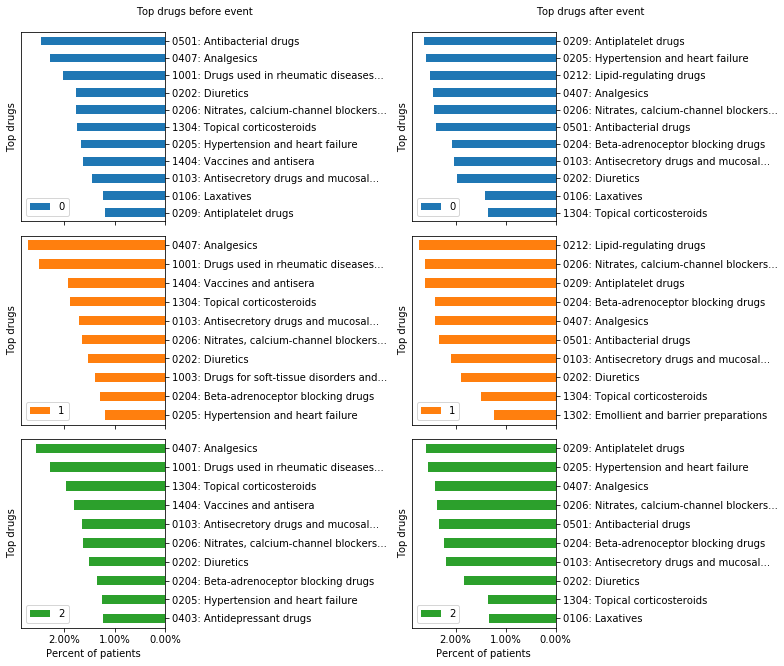 Top drugs before event
Top drugs
0501: Antibacterial drugs
0407: Analgesics
1001: Drugs used in rheumatic diseases...
0202: Diuretics
0206: Nitrates, calcium-channel blockers...
1304: Topical corticosteroids
0205: Hypertension and heart failure
1404: Vaccines and antisera
0103: Antisecretory drugs and mucosal...
0106: Laxatives
0209: Antiplatelet drugs
0
Top drugs
0407: Analgesics
1001: Drugs used in rheumatic diseases...
1404: Vaccines and antisera
1304: Topical corticosteroids
0103: Antisecretory drugs and mucosal...
0206: Nitrates, calcium-channel blockers...
0202: Diuretics
1003: Drugs for soft-tissue disorders and...
0204: Beta-adrenoceptor blocking drugs
0205: Hypertension and heart failure
1
Top drugs
0407: Analgesics
1001: Drugs used in rheumatic diseases...
1304: Topical corticosteroids
1404: Vaccines and antisera
0103: Antisecretory drugs and mucosal...
0206: Nitrates, calcium-channel blockers...
0202: Diuretics
0204: Beta-adrenoceptor blocking drugs
0205: Hypertension and heart failure
0403: Antidepressant drugs
2
2.00% 1.00% 0.00%
Percent of patients
Top drugs after event
Top drugs
0209: Antiplatelet drugs
0205: Hypertension and heart failure
0212: Lipid-regulating drugs
0407: Analgesics
0206: Nitrates, calcium-channel blockers...
0501: Antibacterial drugs
0204: Beta-adrenoceptor blocking drugs
0103: Antisecretory drugs and mucosal...
0202: Diuretics
0106: Laxatives
1304: Topical corticosteroids
0
Top drugs
0212: Lipid-regulating drugs
0206: Nitrates, calcium-channel blockers...
0209: Antiplatelet drugs
0204: Beta-adrenoceptor blocking drugs
0407: Analgesics
0501: Antibacterial drugs
0103: Antisecretory drugs and mucosal...
0202: Diuretics
1304: Topical corticosteroids
1302: Emollient and barrier preparations
1
Top drugs
0209: Antiplatelet drugs
0205: Hypertension and heart failure
0407: Analgesics
0206: Nitrates, calcium-channel blockers...
0501: Antibacterial drugs
0204: Beta-adrenoceptor blocking drugs
0103: Antisecretory drugs and mucosal...
0202: Diuretics
1304: Topical corticosteroids
0106: Laxatives
2
2.00% 1.00% 0.00%
Percent of patients